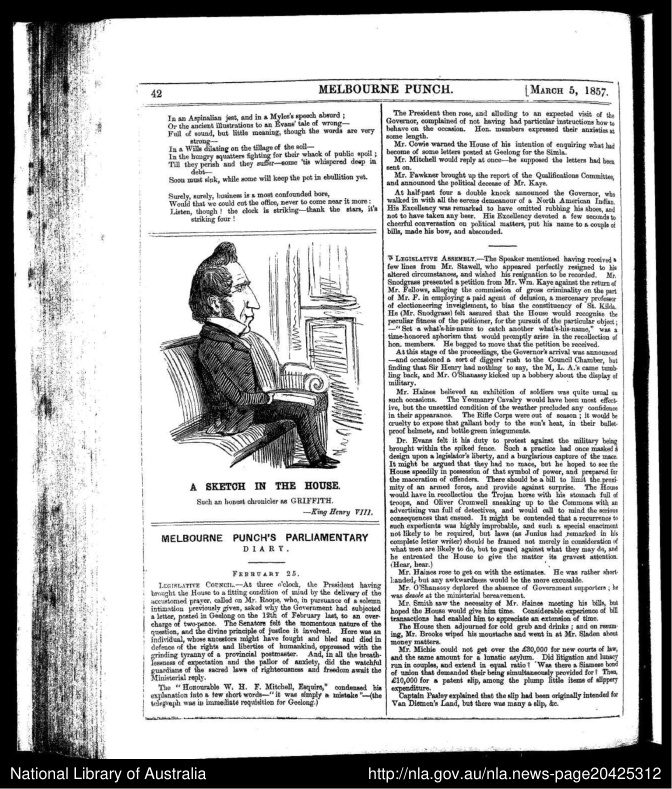 42
MELBOURNE PUNCH.
[MARCH 5, 1857.
In an Aspinallian jest, and in a Myles's speech absurd ;
Or the ancient illustrations to an Evans' tale of wrong—
Full of sound, but little meaning, though the words are very
strong—
In a Wills dilating on the tillage of the soil—
In the hungry squatters fighting for their whack of public spoil ;
Till they perish and they suffer—some 'tis whispered deep in
debt—
Soon must sink, while some will keep the pot in ebullition yet.
Surely, surely, business is a most confounded bore,
Would that we could cut the office, never to come near it more :
Listen, though ! the clock is striking—thank the stars, it's
striking four !
A SKETCH IN THE HOUSE.
Such an honest chronicler as GRIFFITH.
—King Henry VIII.
MELBOURNE PUNCH'S PARLIAMENTARY
DIARY.
FEBRUARY 25.
LEGISLATIVE COUNCIL.—At three o'clock, the President having
brought the House to a fitting condition of mind by the delivery of the
accustomed prayer, called on Mr. Roope, who, in pursuance of a solemn
intimation previously given, asked why the Government had subjected
a letter, posted in Geelong on the 12th of February last, to an over-
charge of two-pence. The Senators felt the momentous nature of the
question, and the divine principle of justice it involved. Here was an
individual, whose ancestors might have fought and bled and died in
defence of the rights and liberties of humankind, oppressed with the
grinding tyranny of a provincial postmaster. And, in all the breath-
lessness of expectation and the pallor of anxiety, did the watchful
guardians of the sacred laws of righteousness and freedom await the
Ministerial reply.
The "Honourable W. H. F. Mitchell, Esquire," condensed his
explanation into a few short words—"it was simply a mistake"—(the
telegraph was in immediate requisition for Geelong.)
The President then rose, and alluding to an expected visit of the
Governor, complained of not having had particular instructions how to
behave on the occasion. Hon. members expressed their anxieties at
some length.
Mr. Cowie warned the House of his intention of enquiring what had
become of some letters posted at Geelong for the Simla.
Mr. Mitchell would reply at once—he supposed the letters had been
sent on.
Mr. Fawkner brought up the report of the Qualifications Committee,
and announced the political decease of Mr. Kaye.
At half-past four a double knock announced the Governor, who
walked in with all the serene demeanour of a North American Indian.
His Excellency was remarked to have omitted rubbing his shoes, and
not to have taken any beer. His Excellency devoted a few seconds to
cheerful conversation on political matters, put his name to a couple of
bills, made his bow, and absconded.
LEGISLATIVE ASSEMBLY.—The Speaker mentioned having received a
few lines from Mr. Stawell, who appeared perfectly resigned to his
altered circumstances, and wished his resignation to be recorded. Mr.
Snodgrass presented a petition from Mr. Wm. Kaye against the return of
Mr. Fellows, alleging the commission of gross criminality on the part
of Mr. F. in employing a paid agent of delusion, a mercenary professor
of electioneering inveiglement, to bias the constituency of St. Kilda.
He (Mr. Snodgrass) felt assured that the House would recognise the
peculiar fitness of the petitioner, for the pursuit of the particular object ;
—"Set a what's-his-name to catch another what's-his-name," was a
time-honored aphorism that would promptly arise in the recollection of
hon. members. He begged to move that the petition be received.
At this stage of the proceedings, the Governor's arrival was announced
—and occasioned a sort of diggers' rush to the Council Chamber, but
finding that Sir Henry had nothing to say, the M. L. A.'s came tumb-
ling back, and Mr. O'Shanassy kicked up a bobbery about the display of
military.
Mr. Haines believed an exhibition of soldiers was quite usual on
such occasions. The Yeomanry Cavalry would have been most effect-
ive, but the unsettled condition of the weather precluded any confidence
in their appearance. The Rifle Corps were out of season ; it would be
cruelty to expose that gallant body to the sun's heat, in their bullet-
proof helmets, and bottle-green integuments.
Dr. Evans felt it his duty to protest against the military being
brought within the spiked fence. Such a practice had once masked a
design upon a legislator's liberty, and a burglarious capture of the mace.
It might be argued that they had no mace, but he hoped to see the
House speedily in possession of that symbol of power, and prepared for
the maceration of offenders. There should be a bill to limit the proxi-
mity of an armed force, and provide against surprise. The House
would have in recollection the Trojan horse with his stomach full of
troops, and Oliver Cromwell sneaking up to the Commons with an
advertising van full of detectives, and would call to mind the serious
consequences that ensued. It might be contended that a recurrence to
such expedients was highly improbable, and such a special enactment
not likely to be required, but laws (as Junius had remarked in his
complete letter writer) should be framed not merely in consideration of
what men are likely to do, but to guard against what they may do, and
he entreated the House to give the matter its gravest attention.
(Hear, hear.)
Mr. Haines rose to get on with the estimates. He was rather short
handed, but any awkwardness would be the more excusable.
Mr. O'Shanassy deplored the absence of Government supporters ; he
was desole at the ministerial bereavement.
Mr. Smith saw the necessity of Mr. Haines meeting his bills, but
hoped the House would give him time. Considerable experience of bill
transactions had enabled him to appreciate an extension of time.
The House then adjourned for cold grub and drinks ; and on resum-
ing, Mr. Brooke wiped his moustache and went in at Mr. Sladen about
money matters.
Mr. Michie could not get over the £30,000 for new courts of law,
and the same amount for a lunatic asylum. Did litigation and lunacy
run in couples, and extend in equal ratio ? Was there a Siamese bond
of union that demanded their being simultaneously provided for ? Then,
£10,000 for a patent slip, among the plump little items of slippery
expenditure.
Captain Pasley explained that the slip had been originally intended for
Van Diemen's Land, but there was many a slip, &c.
National Library of Australia
http://nla.gov.au/nla.news-page20425312